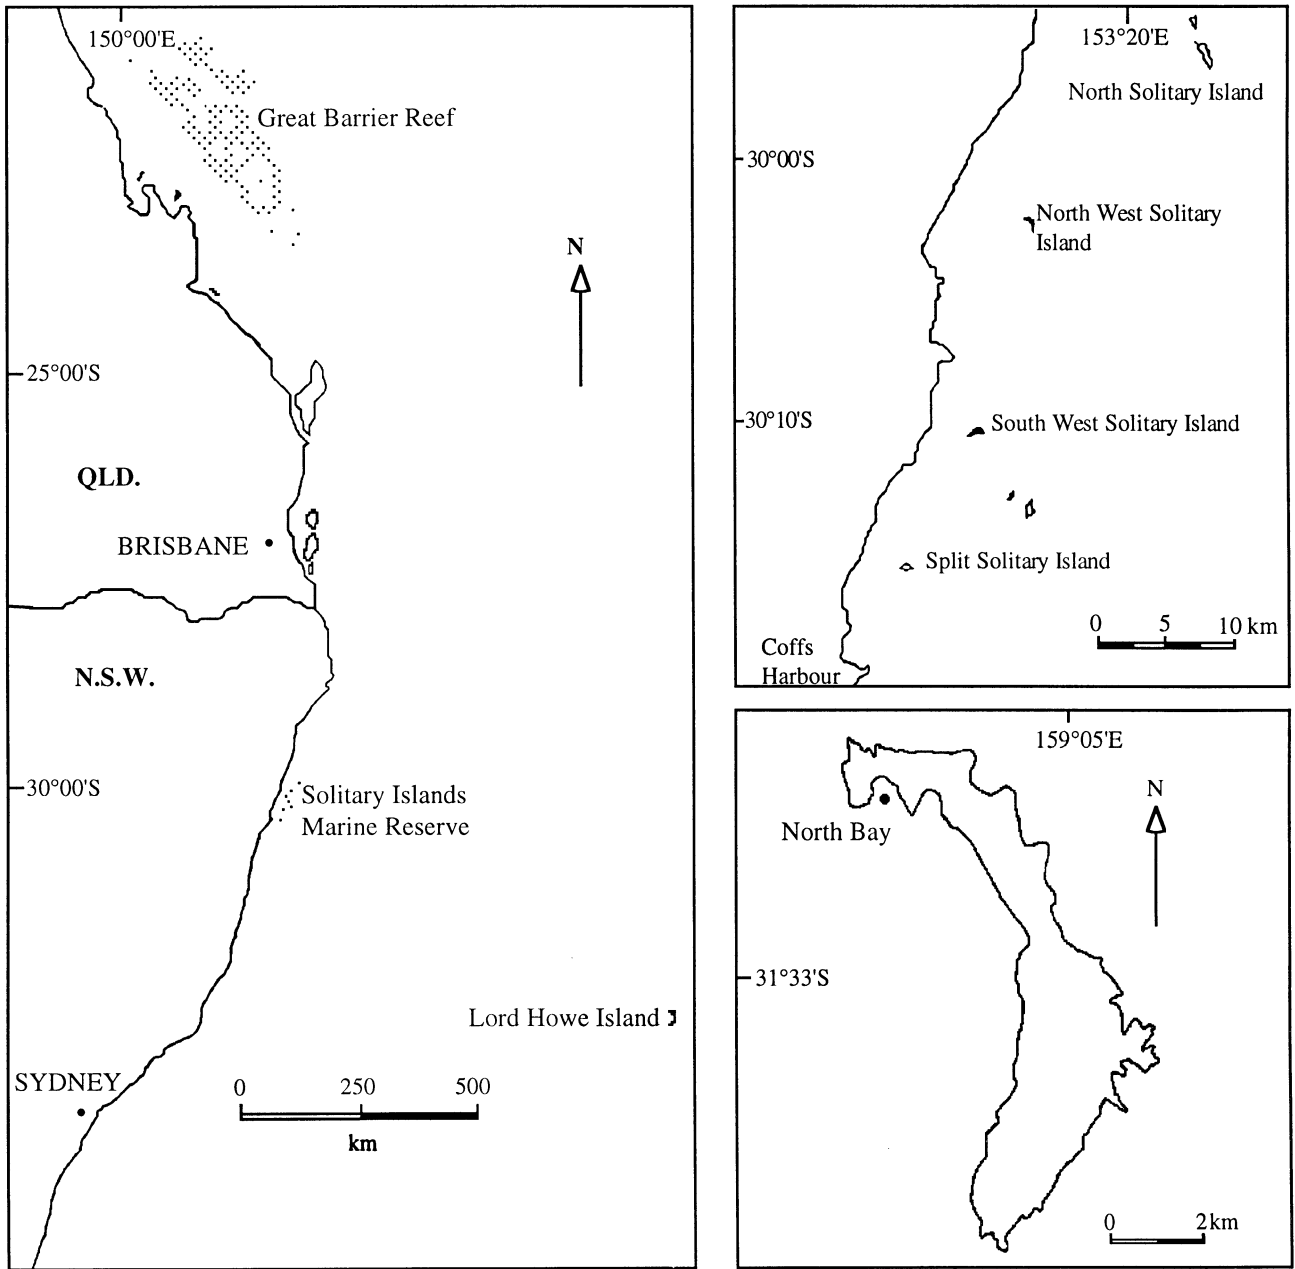 150°00'E
Great Barrier Reef
N
25°00'S
QLD.
BRISBANE
N.S.W.
30°00'S
Solitary Islands
Marine Reserve
Lord Howe Island
SYDNEY
0 250 500
km
153°20'E
North Solitary Island
30°00'S
North West Solitary
Island
30°10'S
South West Solitary Island
Split Solitary Island
0 5 10 km
Coffs
Harbour
159°05'E
N
North Bay
31°33'S
0 2km